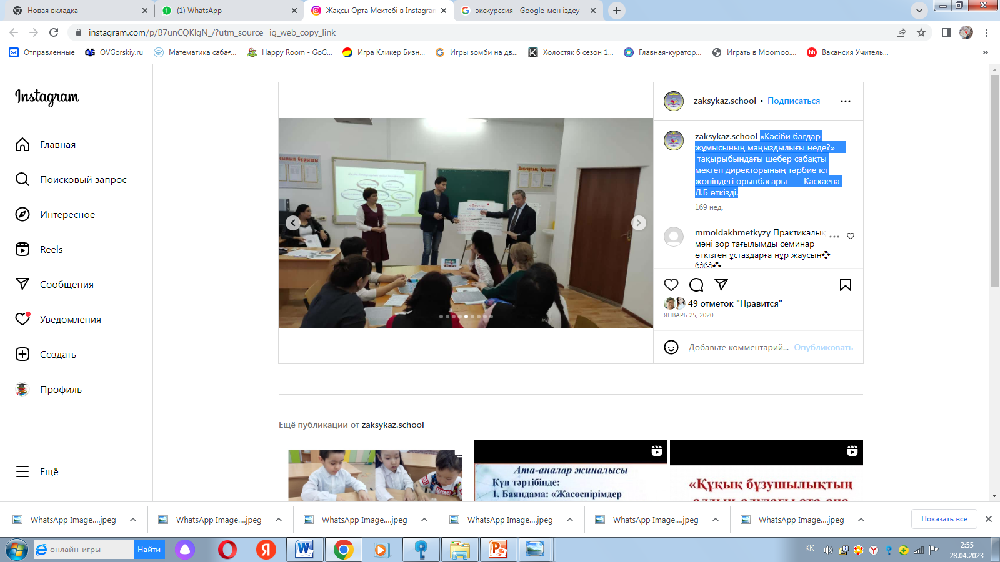 Новая вкладка
(1) WhatsApp
Жақсы Орта Мектебі в Instagram
экскурссия - Google-мен іздеу
instagram.com/p/B7unCQKlgN_/?utm_source=ig_web_copy_link
Отправленные
OVGorskiy.ru
Математика сабағ...
Happy Room - GoG...
Игра Кликер Бизн...
Игры зомби на дв...
Холостяк 6 сезон 1...
Главная-куратор...
Играть в Moomoo....
Вакансия Учитель...
»
Instagram
Главная
Поисковый запрос
Интересное
Reels
Сообщения
Уведомления
Создать
Профиль
Ещё
Денсаулық бұрышы
zaksykaz.school • Подписаться
zaksykaz.school «Кәсіби бағдар
жұмысының маңыздылығы неде?»
тақырыбындағы шебер сабақты
мектеп директорының тәрбие ісі
жөніндегі орынбасары Каскаева
Л.Б өткізді.
169 нед.
mmoldakhmetkyzy Практикалық
мәні зор тағылымды семинар
өткізген ұстаздарға нұр жаусын
49 отметок "Нравится"
ЯНВАРЬ 25, 2020
Добавьте комментарий...
Опубликовать
Ещё публикации от zaksykaz.school
Ата-аналар жиналысы
Күн тәртібінде:
1. Баяндама: «Жасөспірімдер
«Құқық бұзушылықтың
алдын алудағы ата-ана
WhatsApp Image....jpeg
WhatsApp Image....jpeg
WhatsApp Image....jpeg
WhatsApp Image....jpeg
WhatsApp Image....jpeg
WhatsApp Image....jpeg
Показать все
онлайн-игры
Найти
KK
2:55
28.04.2023